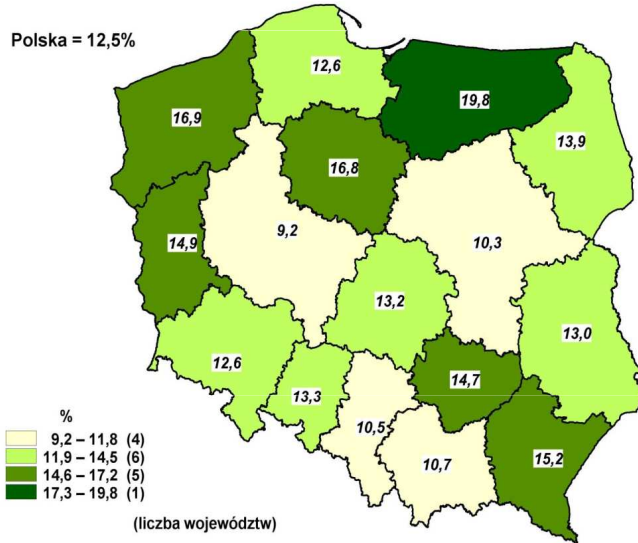 Polska = 12,5%
12,6
19,8
16,9
13,9
16,8
9,2
10,3
14,9
13,2
13,0
12,6
13,3
14,7
10,5
10,7
15,2
%
9,2 – 11,8 (4)
11,9 – 14,5 (6)
14,6 – 17,2 (5)
17,3 – 19,8 (1)
(liczba województw)